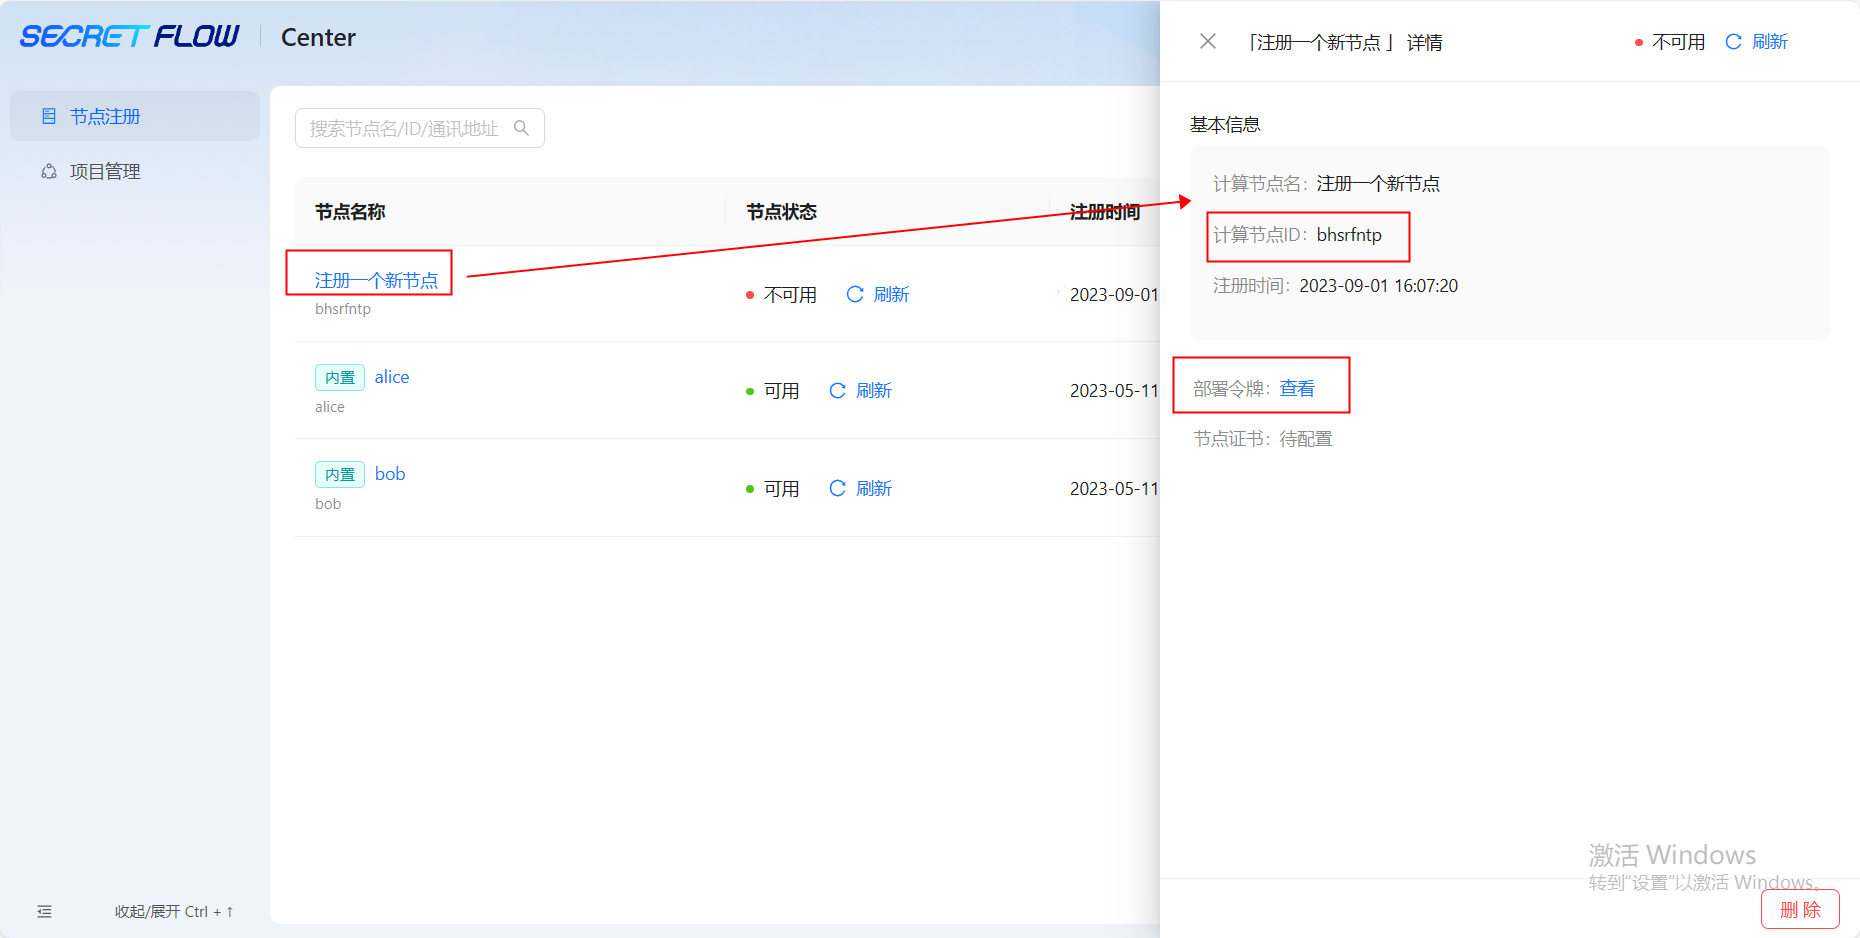 SECRET FLOW
Center
节点注册
项目管理
搜索节点名/ID/通讯地址
节点名称
节点状态
注册时间
注册一个新节点
bhsrfntp
不可用
刷新
2023-09-01
内置
alice
alice
可用
刷新
2023-05-11
内置
bob
bob
可用
刷新
2023-05-11
收起/展开 Ctrl + ↑
「注册一个新节点 」 详情
不可用
刷新
基本信息
计算节点名: 注册一个新节点
计算节点ID: bhsrfntp
注册时间: 2023-09-01 16:07:20
部署令牌: 查看
节点证书: 待配置
激活 Windows
转到“设置”以激活 Windows。
删 除